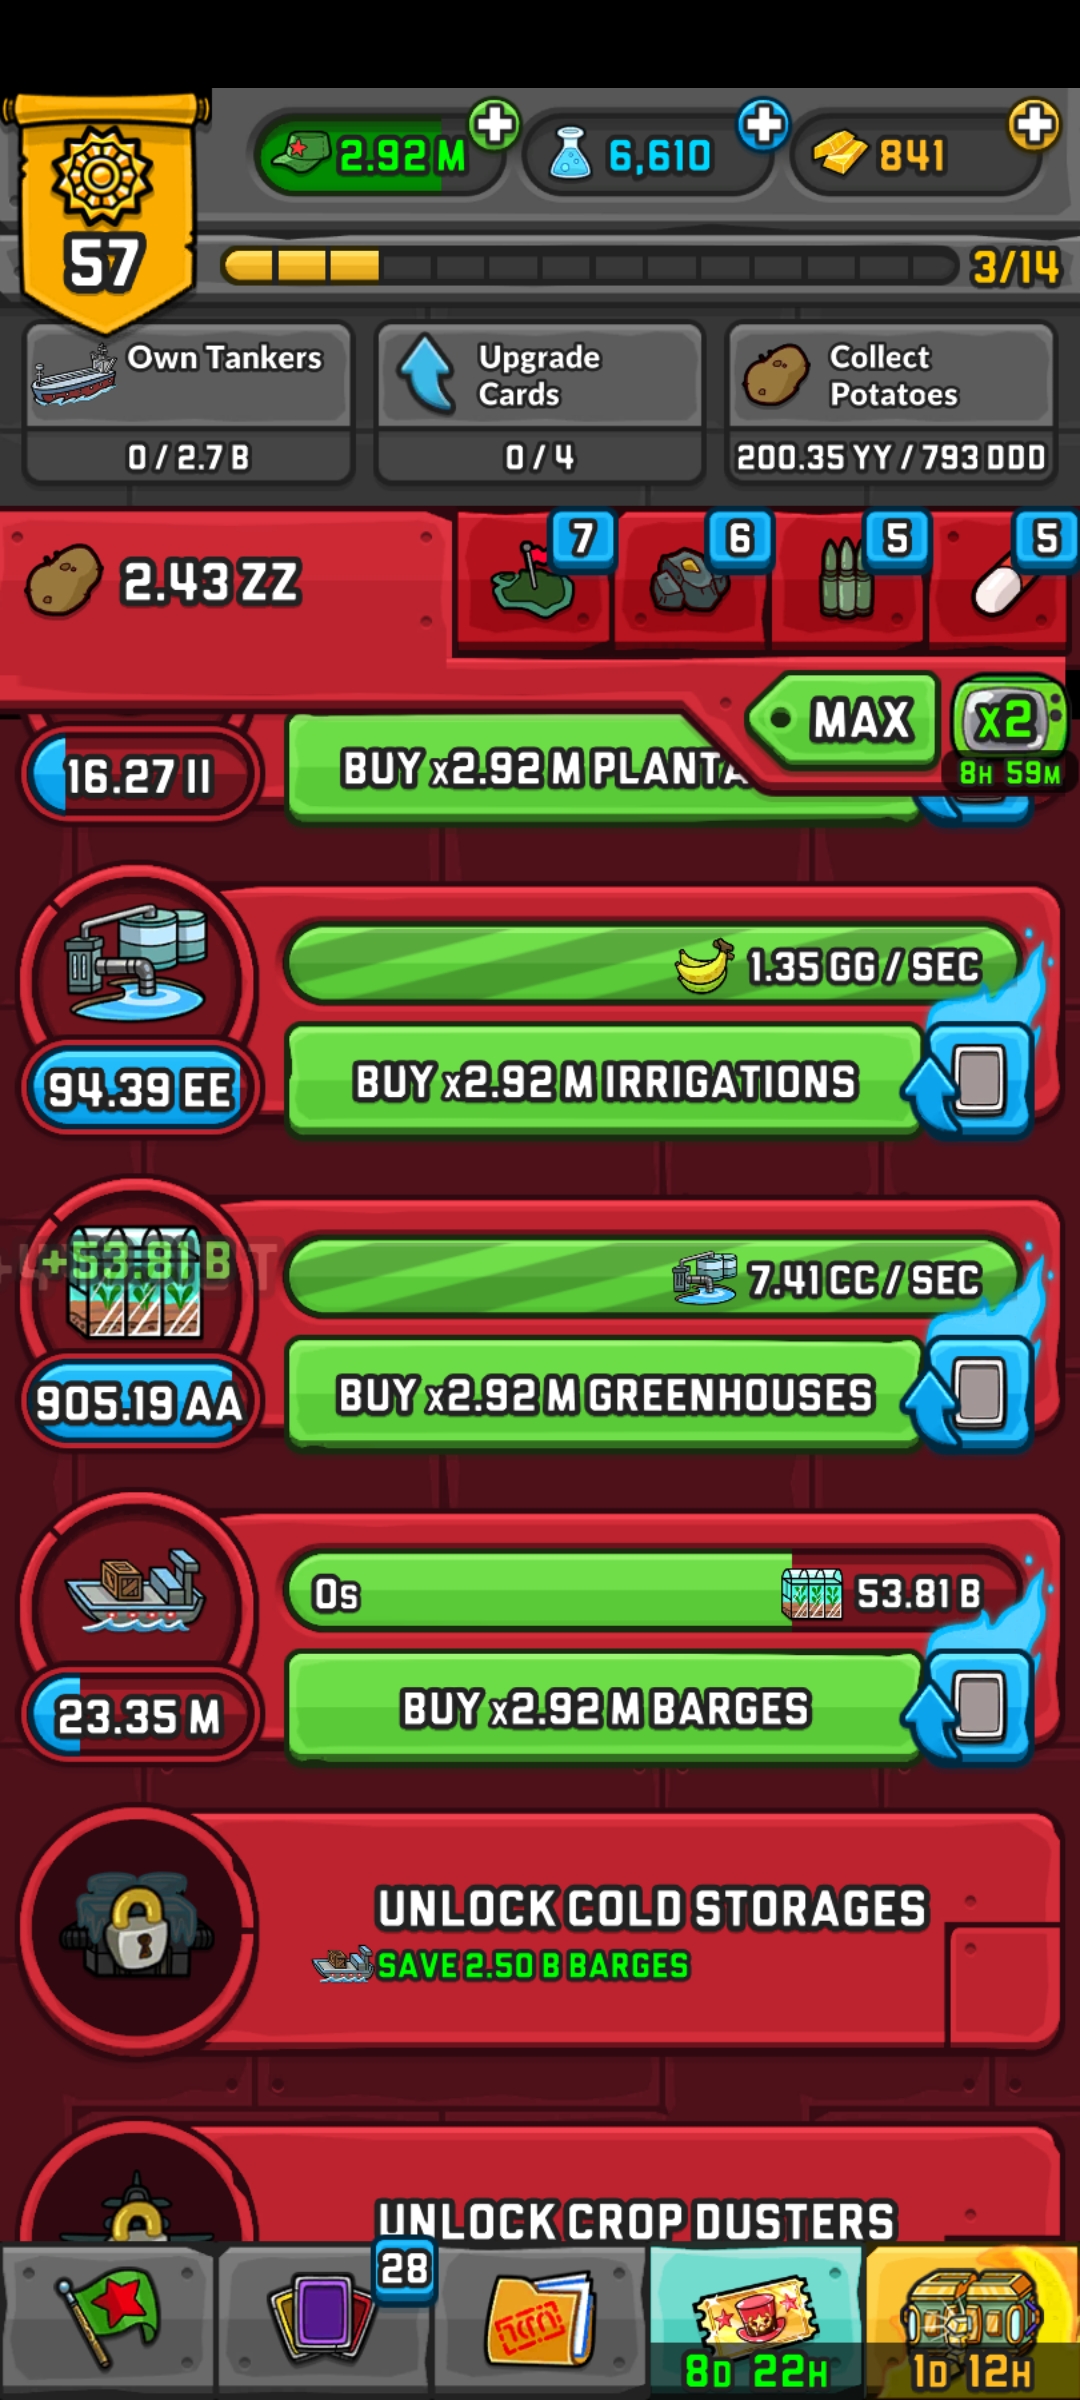 57
2.92 M
6,610
841
3/14
Own Tankers
0 / 2.7 B
Upgrade
Cards
0 / 4
Collect
Potatoes
200.35 YY / 793 DDD
2.43 ZZ
7
6
5
5
MAX
x2
8H 59M
16.27 II
BUY x2.92 M PLANTA
1.35 GG / SEC
94.39 EE
BUY x2.92 M IRRIGATIONS
+53.81 B
7.41 CC / SEC
905.19 AA
BUY x2.92 M GREENHOUSES
0s
53.81 B
23.35 M
BUY x2.92 M BARGES
UNLOCK COLD STORAGES
SAVE 2.50 B BARGES
UNLOCK CROP DUSTERS
28
8D 22H
1D 12H